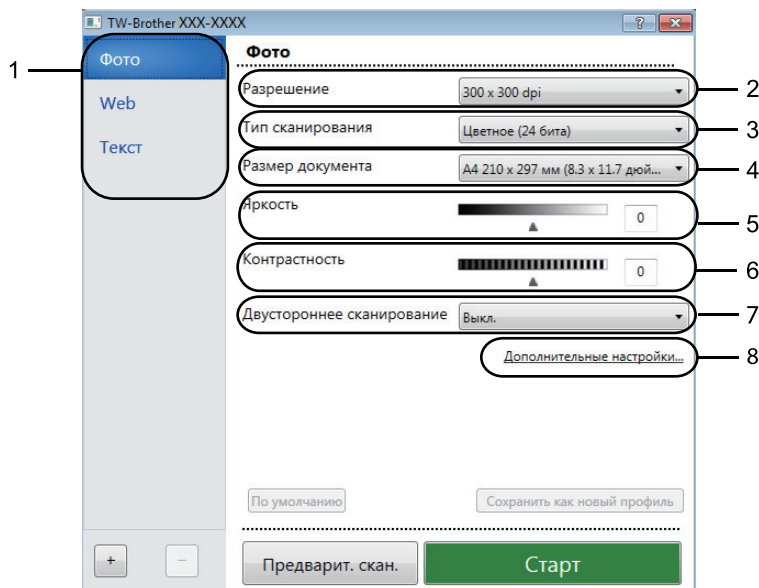 TW-Brother XXX-XXXX
?
1
Фото
Web
Текст
Фото
Разрешение
300 x 300 dpi
2
Тип сканирования
Цветное (24 бита)
3
Размер документа
A4 210 x 297 мм (8.3 x 11.7 дюй...
4
Яркость
0
5
Контрастность
0
6
Двустороннее сканирование
Выкл.
7
Дополнительные настройки...
8
По умолчанию
Сохранить как новый профиль
+
−
Предварит. скан.
Старт